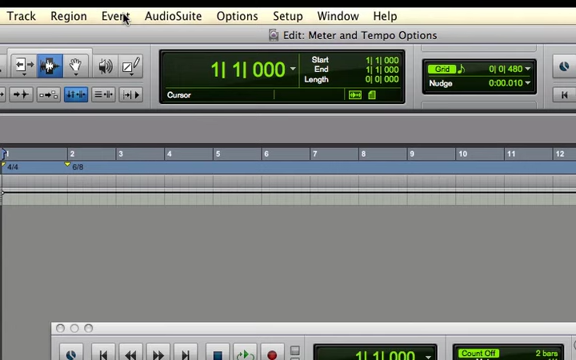 Track Region Event AudioSuite Options Setup Window Help
Edit: Meter and Tempo Options
1| 1| 000
Start 1| 1| 000
End 1| 1| 000
Length 0| 0| 000
Cursor
Grid 0| 0| 480
Nudge 0:00.010
1 2 3 4 5 6 7 8 9 10 11 12
4/4 6/8
1| 1| 000
Count Off 2 bars